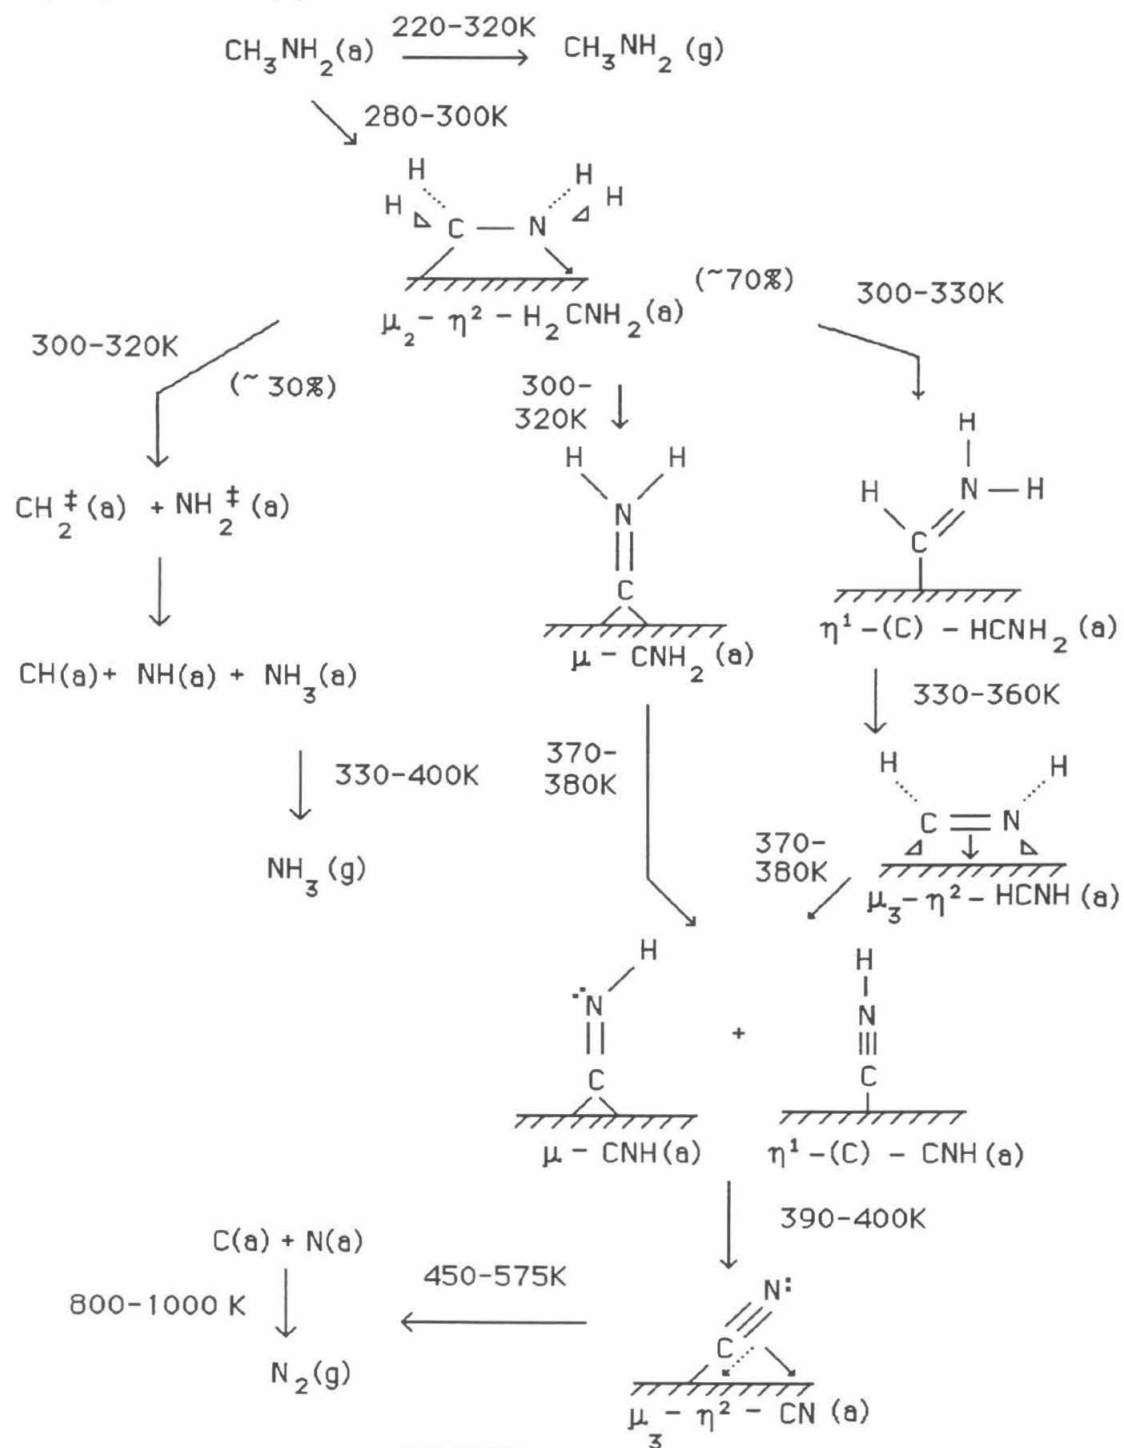 220-320K
CH3NH2(a) CH3NH2(g)
280-300K
H H
H H
C — N
(~70%) 300-330K
μ2 - η2 - H2CNH2(a)
300-320K
(~30%)
300-
320K
H
H H
H N — H
N
C
CH2‡(a) + NH2‡(a)
C
η1-(C) - HCNH2(a)
μ - CNH2(a)
CH(a)+ NH(a) + NH3(a)
330-360K
370-
380K
330-400K
H H
C = N
370-
380K
NH3(g)
μ3-η2-HCNH(a)
H H
:N N
+
C C
μ - CNH(a) η1-(C) - CNH(a)
390-400K
C(a) + N(a)
450-575K
N:
800-1000 K
C
N2(g)
μ3 - η2 - CN (a)